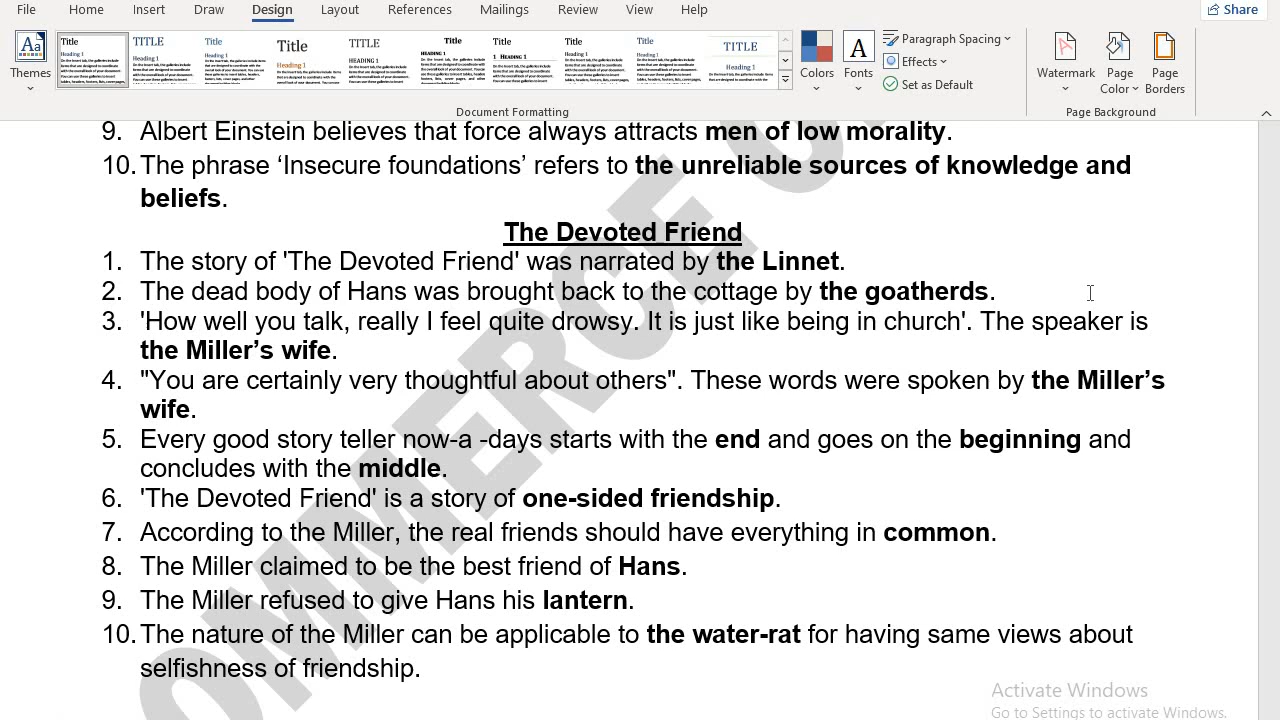 File Home Insert Draw Design Layout References Mailings Review View Help Share
Themes
Colors Fonts
Paragraph Spacing
Effects
Set as Default
Watermark Page Color Page Borders
Document Formatting Page Background
9. Albert Einstein believes that force always attracts men of low morality.
10. The phrase ‘Insecure foundations’ refers to the unreliable sources of knowledge and
beliefs.
The Devoted Friend
1. The story of 'The Devoted Friend' was narrated by the Linnet.
2. The dead body of Hans was brought back to the cottage by the goatherds.
3. 'How well you talk, really I feel quite drowsy. It is just like being in church'. The speaker is
the Miller’s wife.
4. "You are certainly very thoughtful about others". These words were spoken by the Miller’s
wife.
5. Every good story teller now-a -days starts with the end and goes on the beginning and
concludes with the middle.
6. 'The Devoted Friend' is a story of one-sided friendship.
7. According to the Miller, the real friends should have everything in common.
8. The Miller claimed to be the best friend of Hans.
9. The Miller refused to give Hans his lantern.
10. The nature of the Miller can be applicable to the water-rat for having same views about
selfishness of friendship.
Activate Windows
Go to Settings to activate Windows.